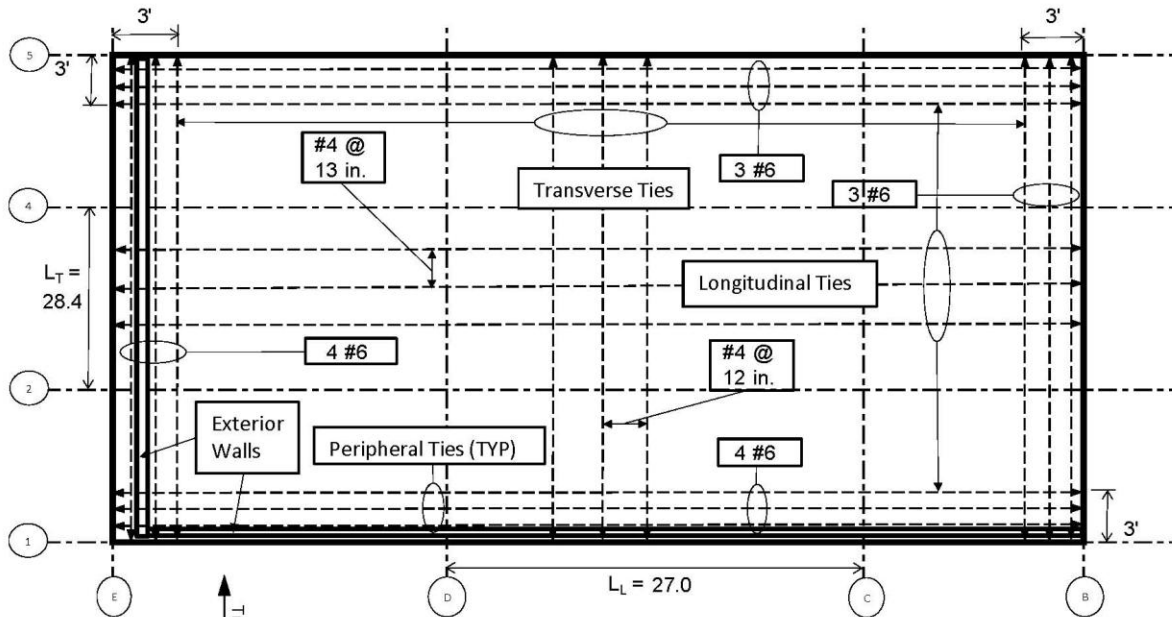 3'
3'
5
3'
#4 @
13 in.
3 #6
Transverse Ties
3 #6
4
L_T =
28.4
Longitudinal Ties
4 #6
#4 @
12 in.
2
Exterior
Walls
Peripheral Ties (TYP)
4 #6
3'
1
L_L = 27.0
E
D
C
B
T